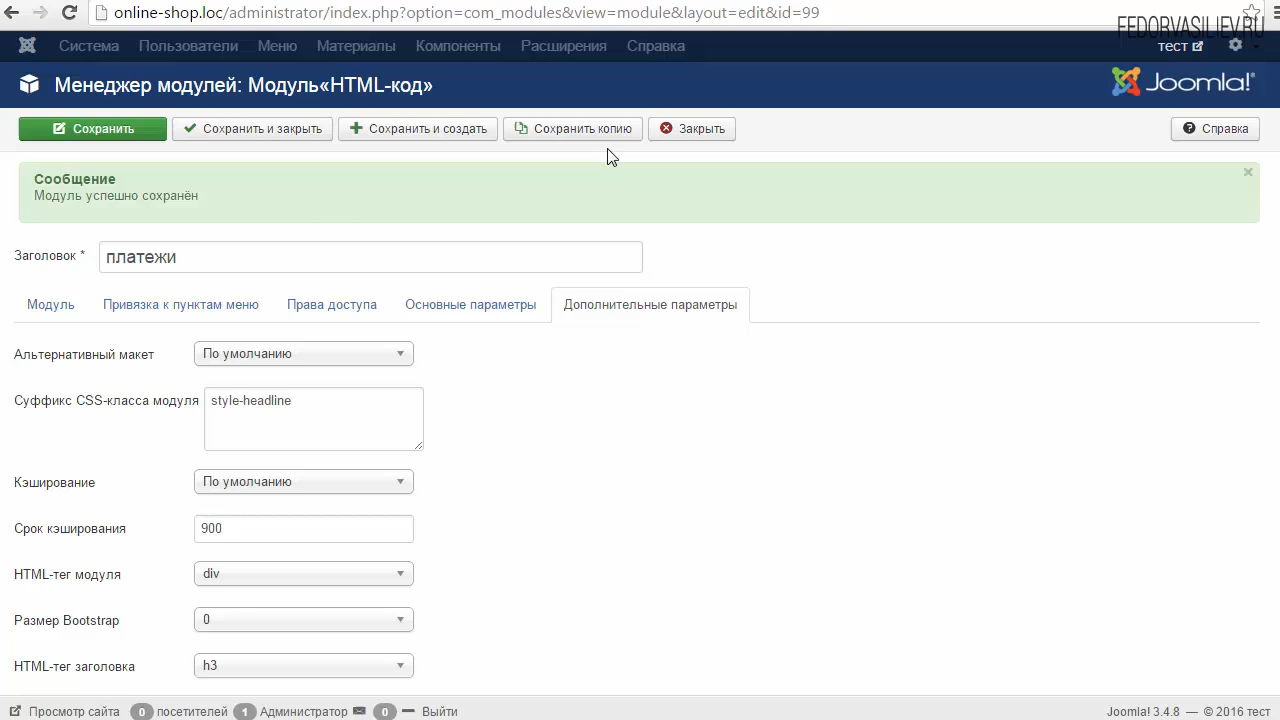 online-shop.loc/administrator/index.php?option=com_modules&view=module&layout=edit&id=99
FEDORVASILIEV.RU
Система Пользователи Меню Материалы Компоненты Расширения Справка тест
Менеджер модулей: Модуль«HTML-код» Joomla!®
Сохранить Сохранить и закрыть Сохранить и создать Сохранить копию Закрыть Справка
Сообщение ×
Модуль успешно сохранён
Заголовок * платежи
Модуль Привязка к пунктам меню Права доступа Основные параметры Дополнительные параметры
Альтернативный макет По умолчанию
Суффикс CSS-класса модуля style-headline
Кэширование По умолчанию
Срок кэширования 900
HTML-тег модуля div
Размер Bootstrap 0
HTML-тег заголовка h3
Просмотр сайта 0 посетителей 1 Администратор 0 Выйти Joomla! 3.4.8 — © 2016 тест